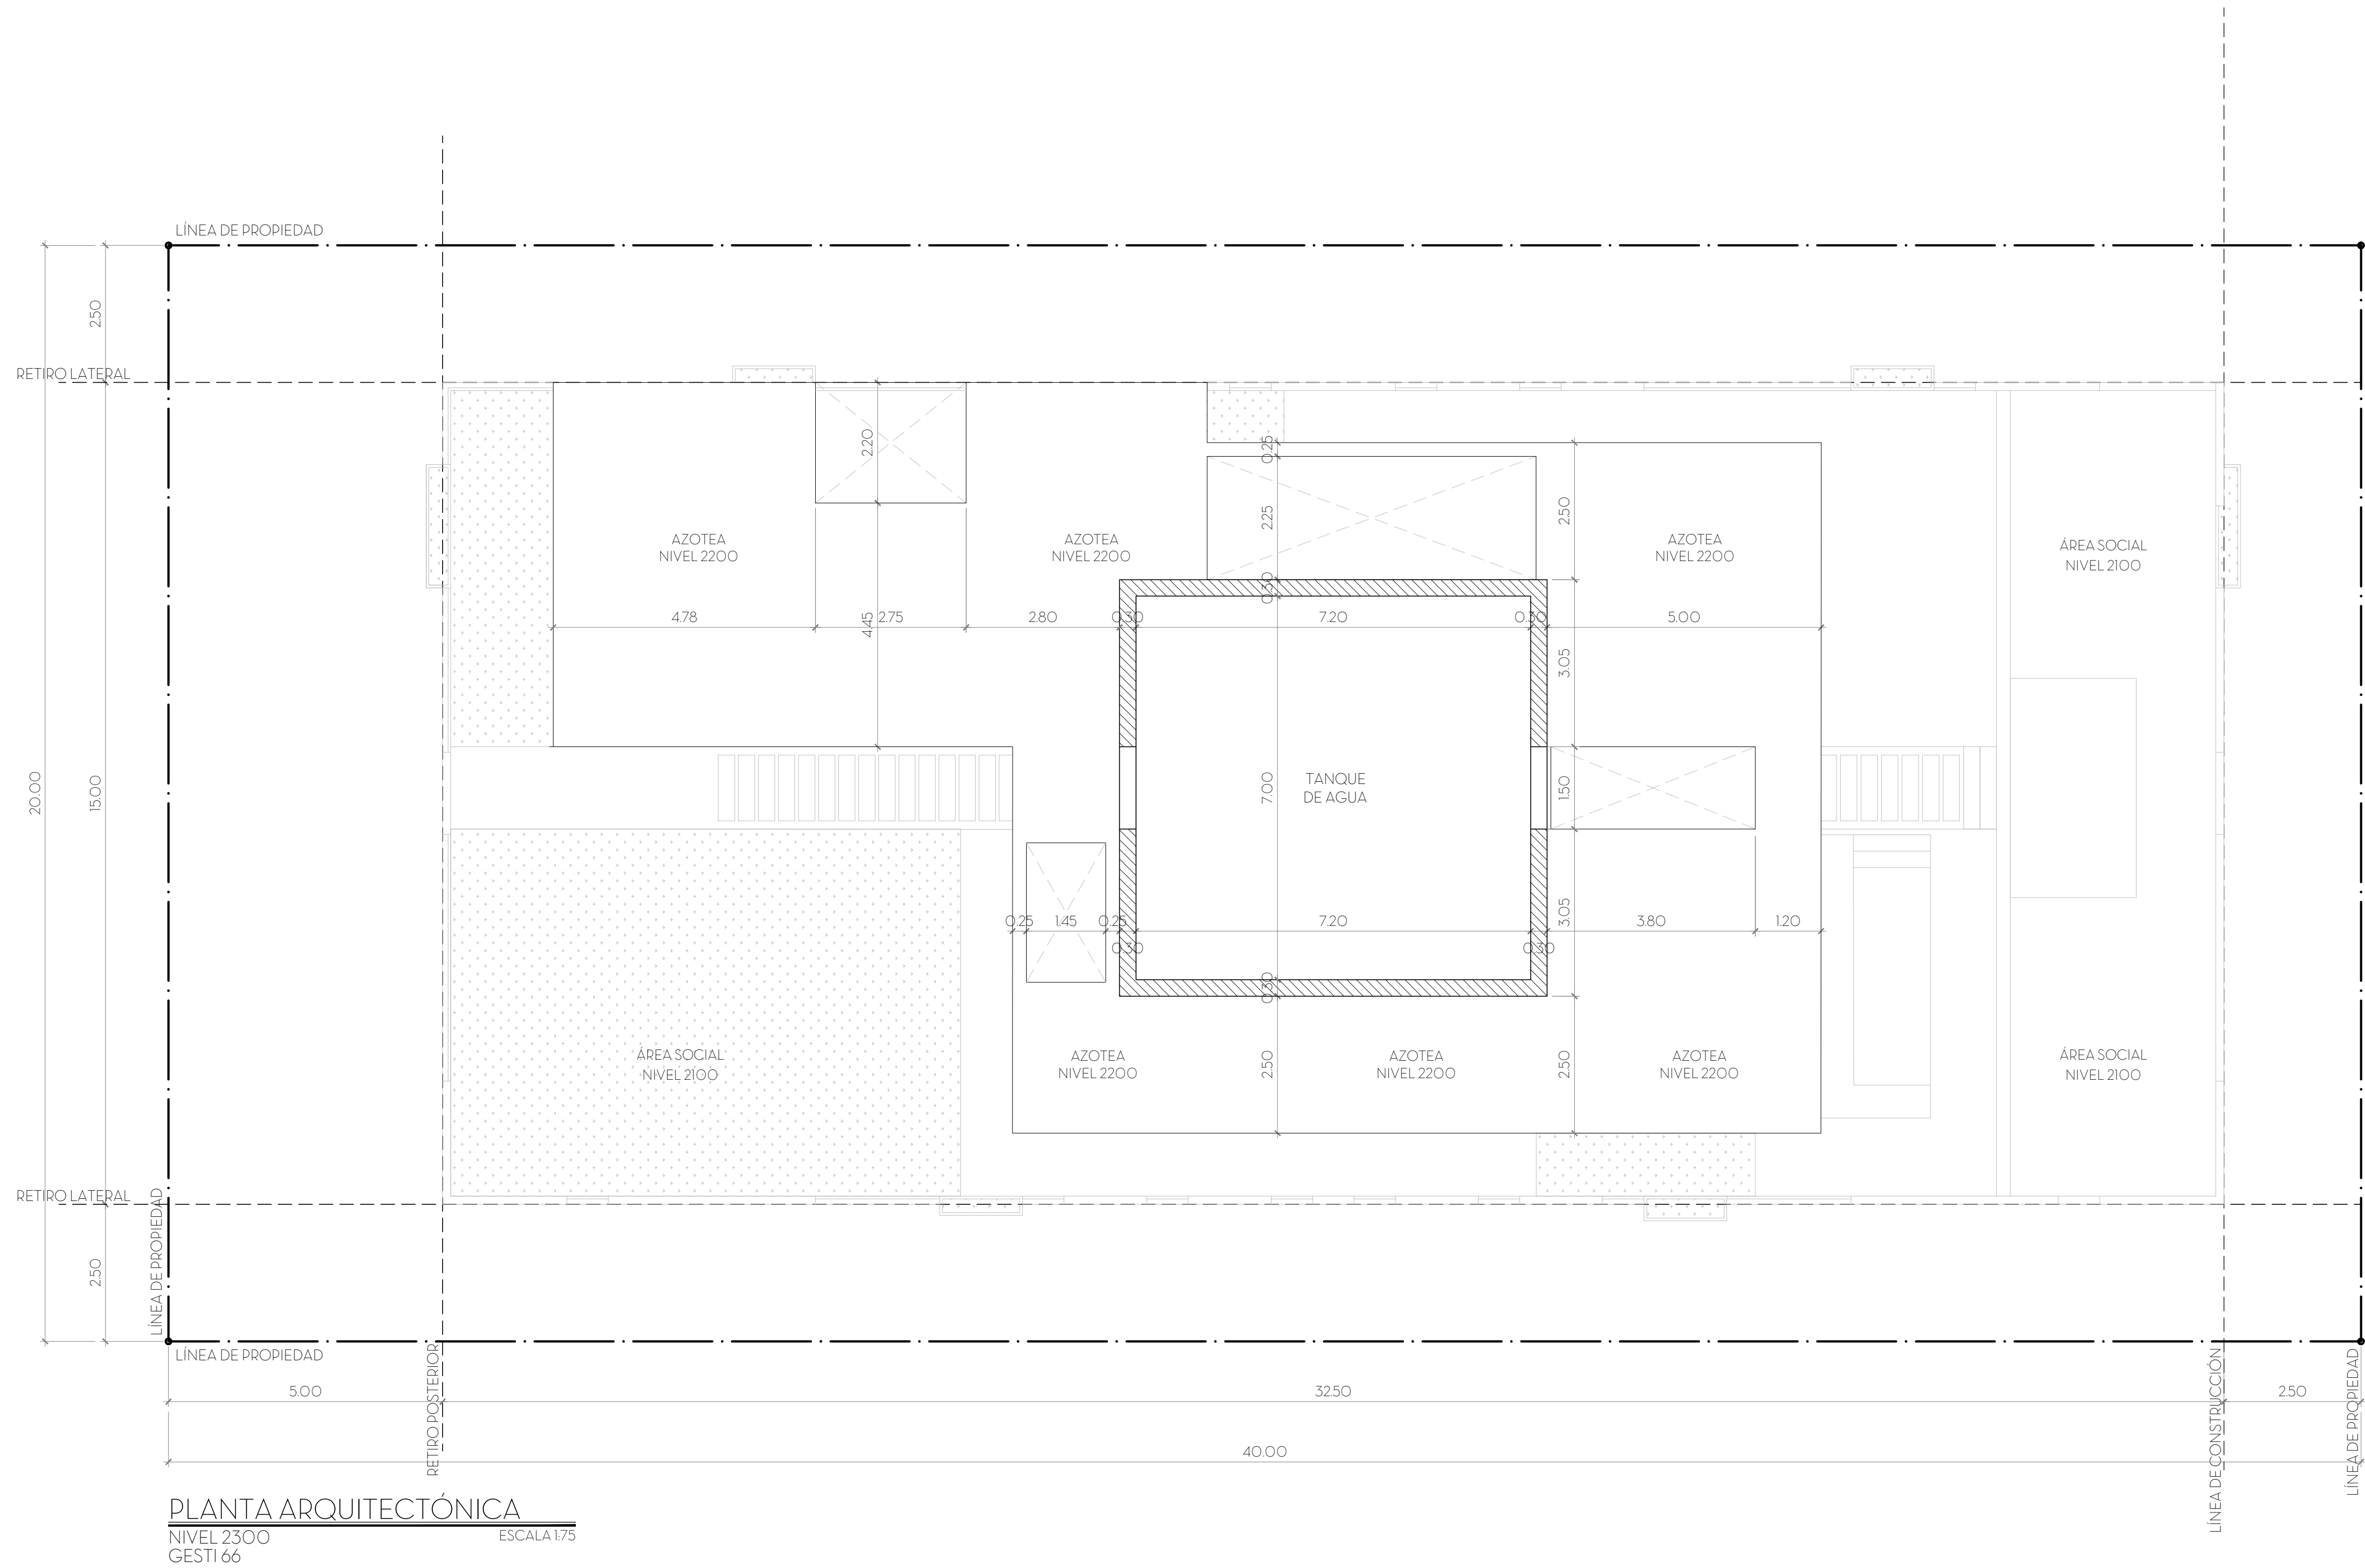 LÍNEA DE PROPIEDAD
2.50
RETIRO LATERAL
2.20
0.25
2.25
2.50
AZOTEA
NIVEL 2200
AZOTEA
NIVEL 2200
AZOTEA
NIVEL 2200
ÁREA SOCIAL
NIVEL 2100
0.30
4.78
4.45
2.75
2.80
0.30
7.20
0.30
5.00
3.05
20.00
15.00
7.00
TANQUE
DE AGUA
1.50
0.25
1.45
0.25
0.30
7.20
0.30
3.05
3.80
1.20
0.30
ÁREA SOCIAL
NIVEL 2100
AZOTEA
NIVEL 2200
2.50
AZOTEA
NIVEL 2200
2.50
AZOTEA
NIVEL 2200
ÁREA SOCIAL
NIVEL 2100
RETIRO LATERAL
LÍNEA DE PROPIEDAD
2.50
LÍNEA DE PROPIEDAD
RETIRO POSTERIOR
LÍNEA DE CONSTRUCCIÓN
LÍNEA DE PROPIEDAD
5.00
32.50
2.50
40.00
PLANTA ARQUITECTÓNICA
NIVEL 2300
ESCALA 1:75
GESTI 66